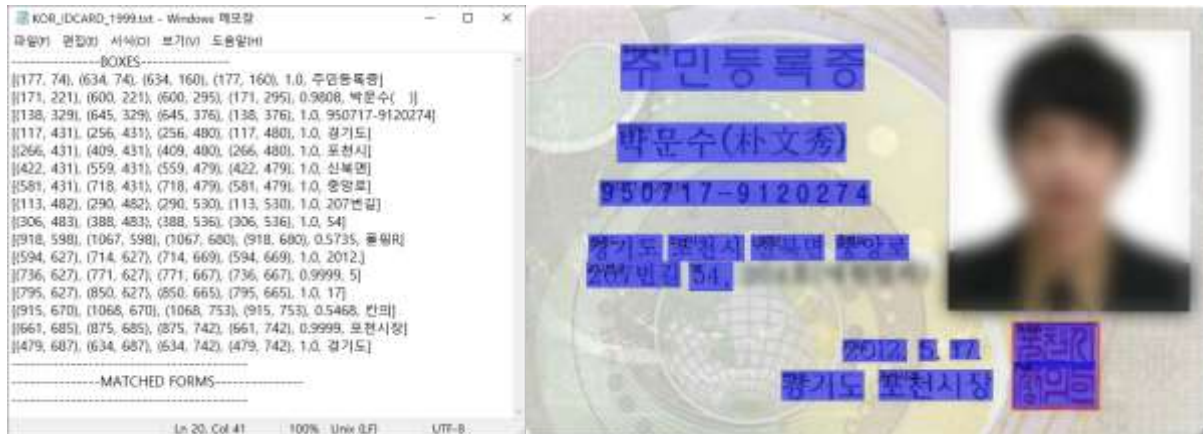 KOR_IDCARD_1999.txt - Windows 메모장
파일(F) 편집(E) 서식(O) 보기(V) 도움말(H)
-----------------BOXES-----------------
[(177, 74), (634, 74), (634, 160), (177, 160), 1.0, 주민등록증]
[(171, 221), (600, 221), (600, 295), (171, 295), 0.9808, 박문수( )]
[(138, 329), (645, 329), (645, 376), (138, 376), 1.0, 950717-9120274]
[(117, 431), (256, 431), (256, 480), (117, 480), 1.0, 경기도]
[(266, 431), (409, 431), (409, 480), (266, 480), 1.0, 포천시]
[(422, 431), (559, 431), (559, 479), (422, 479), 1.0, 신북면]
[(581, 431), (718, 431), (718, 479), (581, 479), 1.0, 중앙로]
[(113, 482), (290, 482), (290, 530), (113, 530), 1.0, 207번길]
[(306, 483), (388, 483), (388, 536), (306, 536), 1.0, 54]
[(918, 598), (1067, 598), (1067, 680), (918, 680), 0.5735, 풀림R]
[(594, 627), (714, 627), (714, 669), (594, 669), 1.0, 2012.]
[(736, 627), (771, 627), (771, 667), (736, 667), 0.9999, 5]
[(795, 627), (850, 627), (850, 665), (795, 665), 1.0, 17]
[(915, 670), (1068, 670), (1068, 753), (915, 753), 0.5468, 칸의]
[(661, 685), (875, 685), (875, 742), (661, 742), 0.9999, 포천시장]
[(479, 687), (634, 687), (634, 742), (479, 742), 1.0, 경기도]
-----------------MATCHED FORMS-----------------
Ln 20, Col 41 100% Unix (LF) UTF-8
주민등록증
박문수(朴文秀)
950717-9120274
경기도 포천시 신북면 중앙로
207번길 54,
2012. 5. 17.
경기도 포천시장